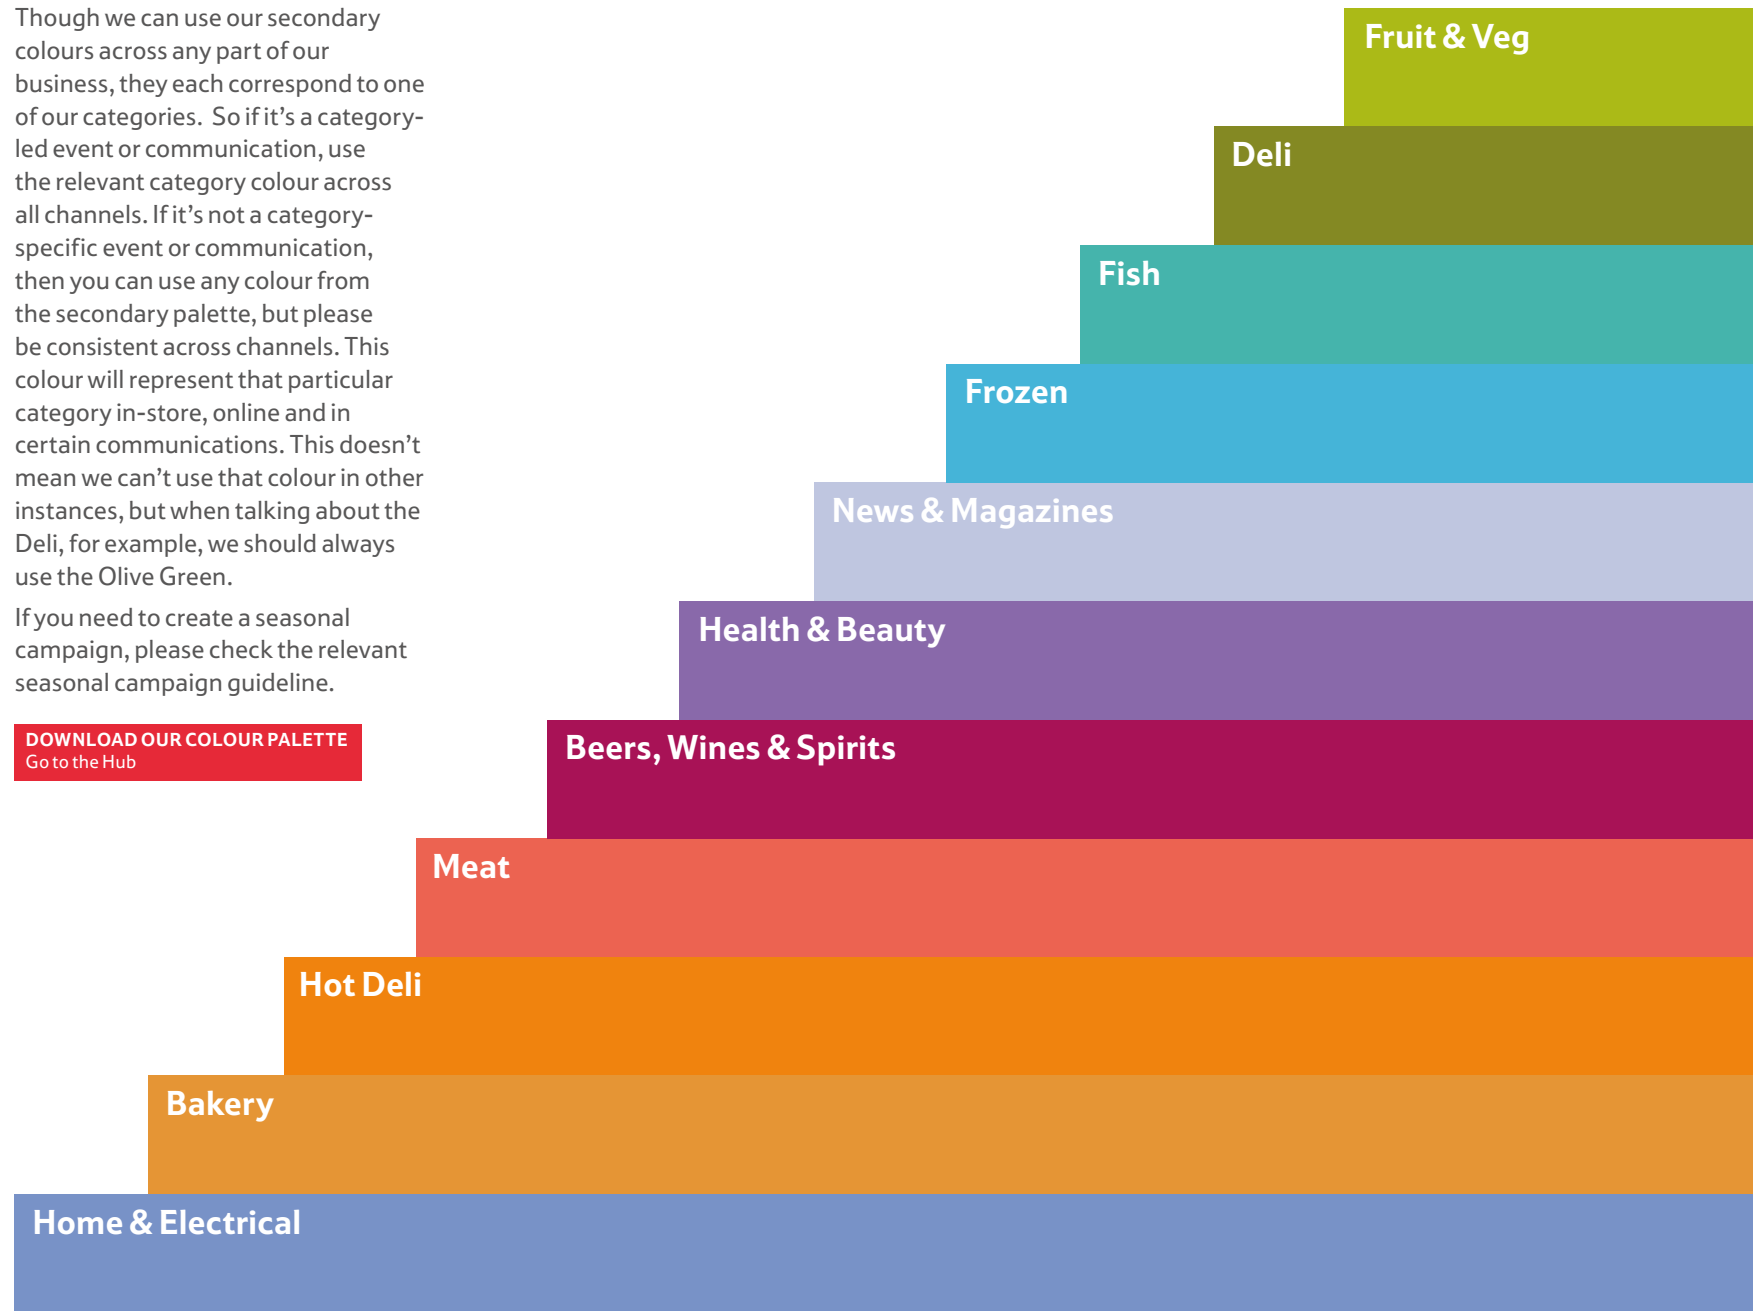 Though we can use our secondary
colours across any part of our
business, they each correspond to one
of our categories.  So if it’s a category-
led event or communication, use
the relevant category colour across
all channels. If it’s not a category-
specific event or communication,
then you can use any colour from
the secondary palette, but please
be consistent across channels. This
colour will represent that particular
category in-store, online and in
certain communications. This doesn’t
mean we can’t use that colour in other
instances, but when talking about the
Deli, for example, we should always
use the Olive Green.
If you need to create a seasonal
campaign, please check the relevant
seasonal campaign guideline.
DOWNLOAD OUR COLOUR PALETTE
Go to the Hub
Fruit & Veg
Deli
Fish
Frozen
News & Magazines
Health & Beauty
Beers, Wines & Spirits
Meat
Hot Deli
Bakery
Home & Electrical